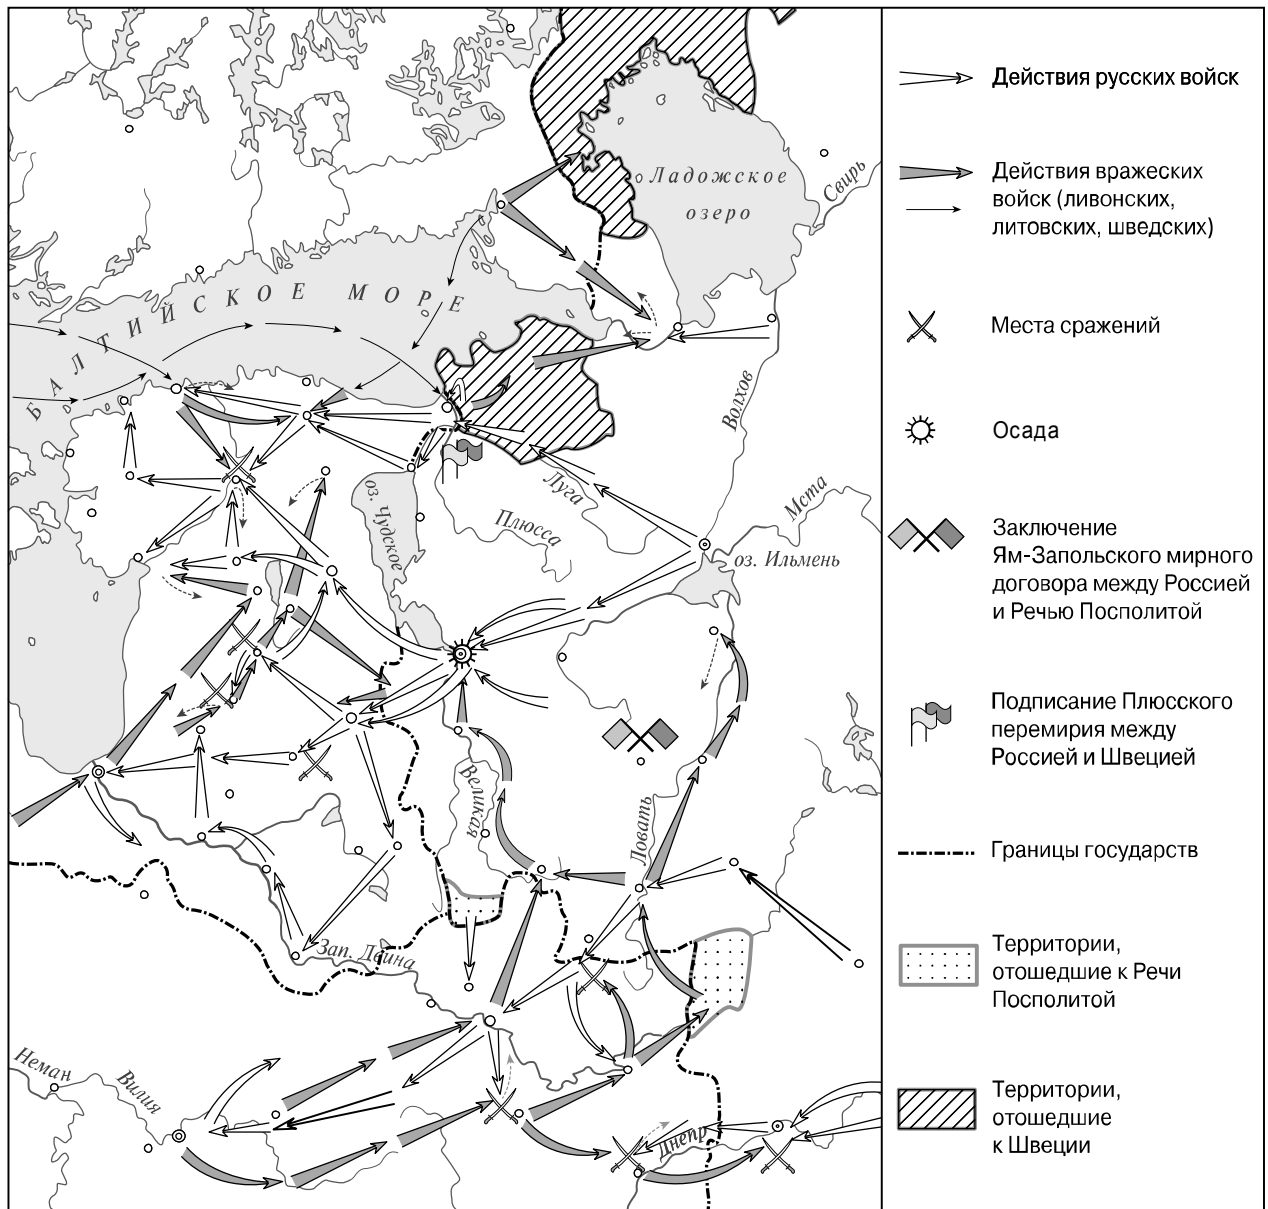 Ладожское
озеро
Свирь
БАЛТИЙСКОЕ МОРЕ
Волхов
Луга
Мста
оз. Чудское
Плюсса
оз. Ильмень
Великая
Ловать
Зап. Двина
Неман
Вилия
Днепр
Действия русских войск
Действия вражеских
войск (ливонских,
литовских, шведских)
Места сражений
Осада
Заключение
Ям-Запольского мирного
договора между Россией
и Речью Посполитой
Подписание Плюсского
перемирия между
Россией и Швецией
Границы государств
Территории,
отошедшие к Речи
Посполитой
Территории,
отошедшие
к Швеции